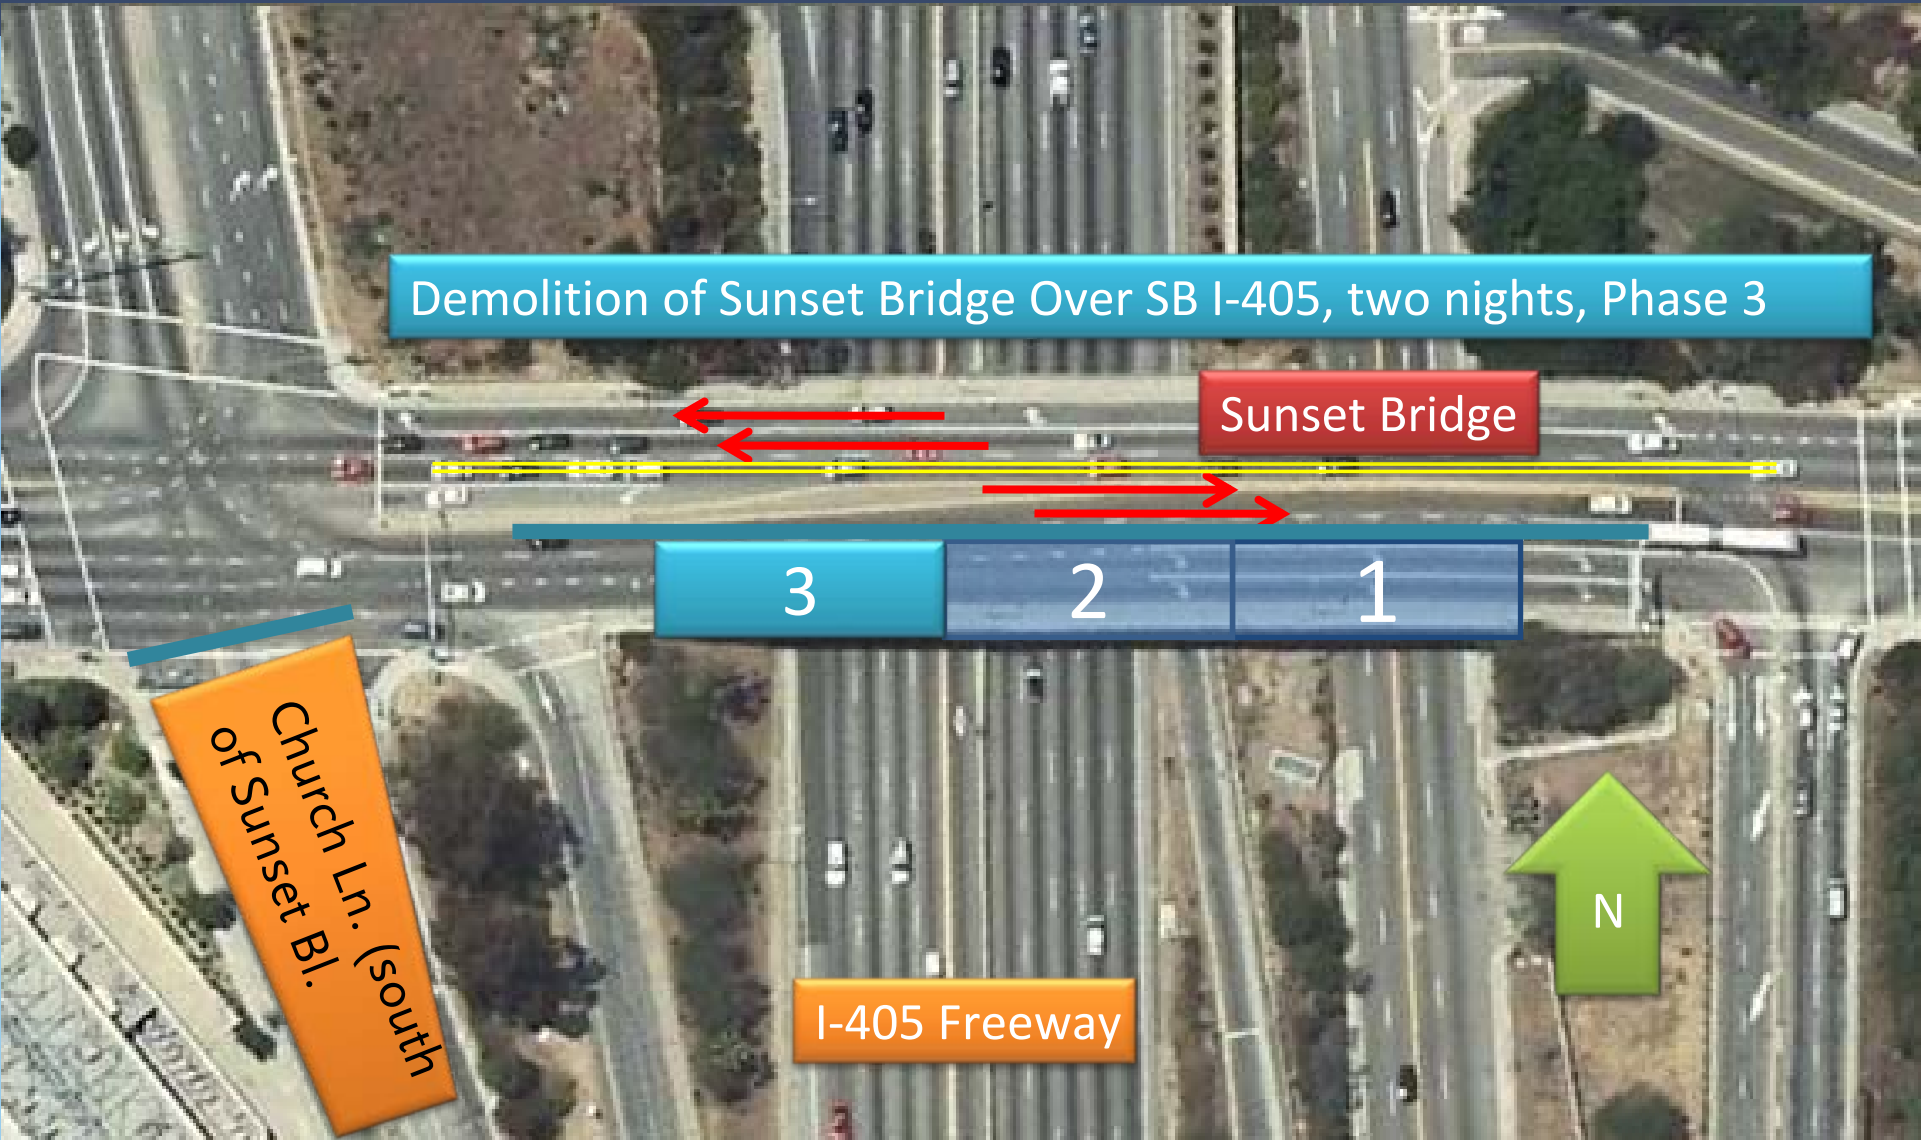 Demolition of Sunset Bridge Over SB I-405, two nights, Phase 3
Sunset Bridge
3
2
1
Church Ln. (south
of Sunset Bl.
N
I-405 Freeway